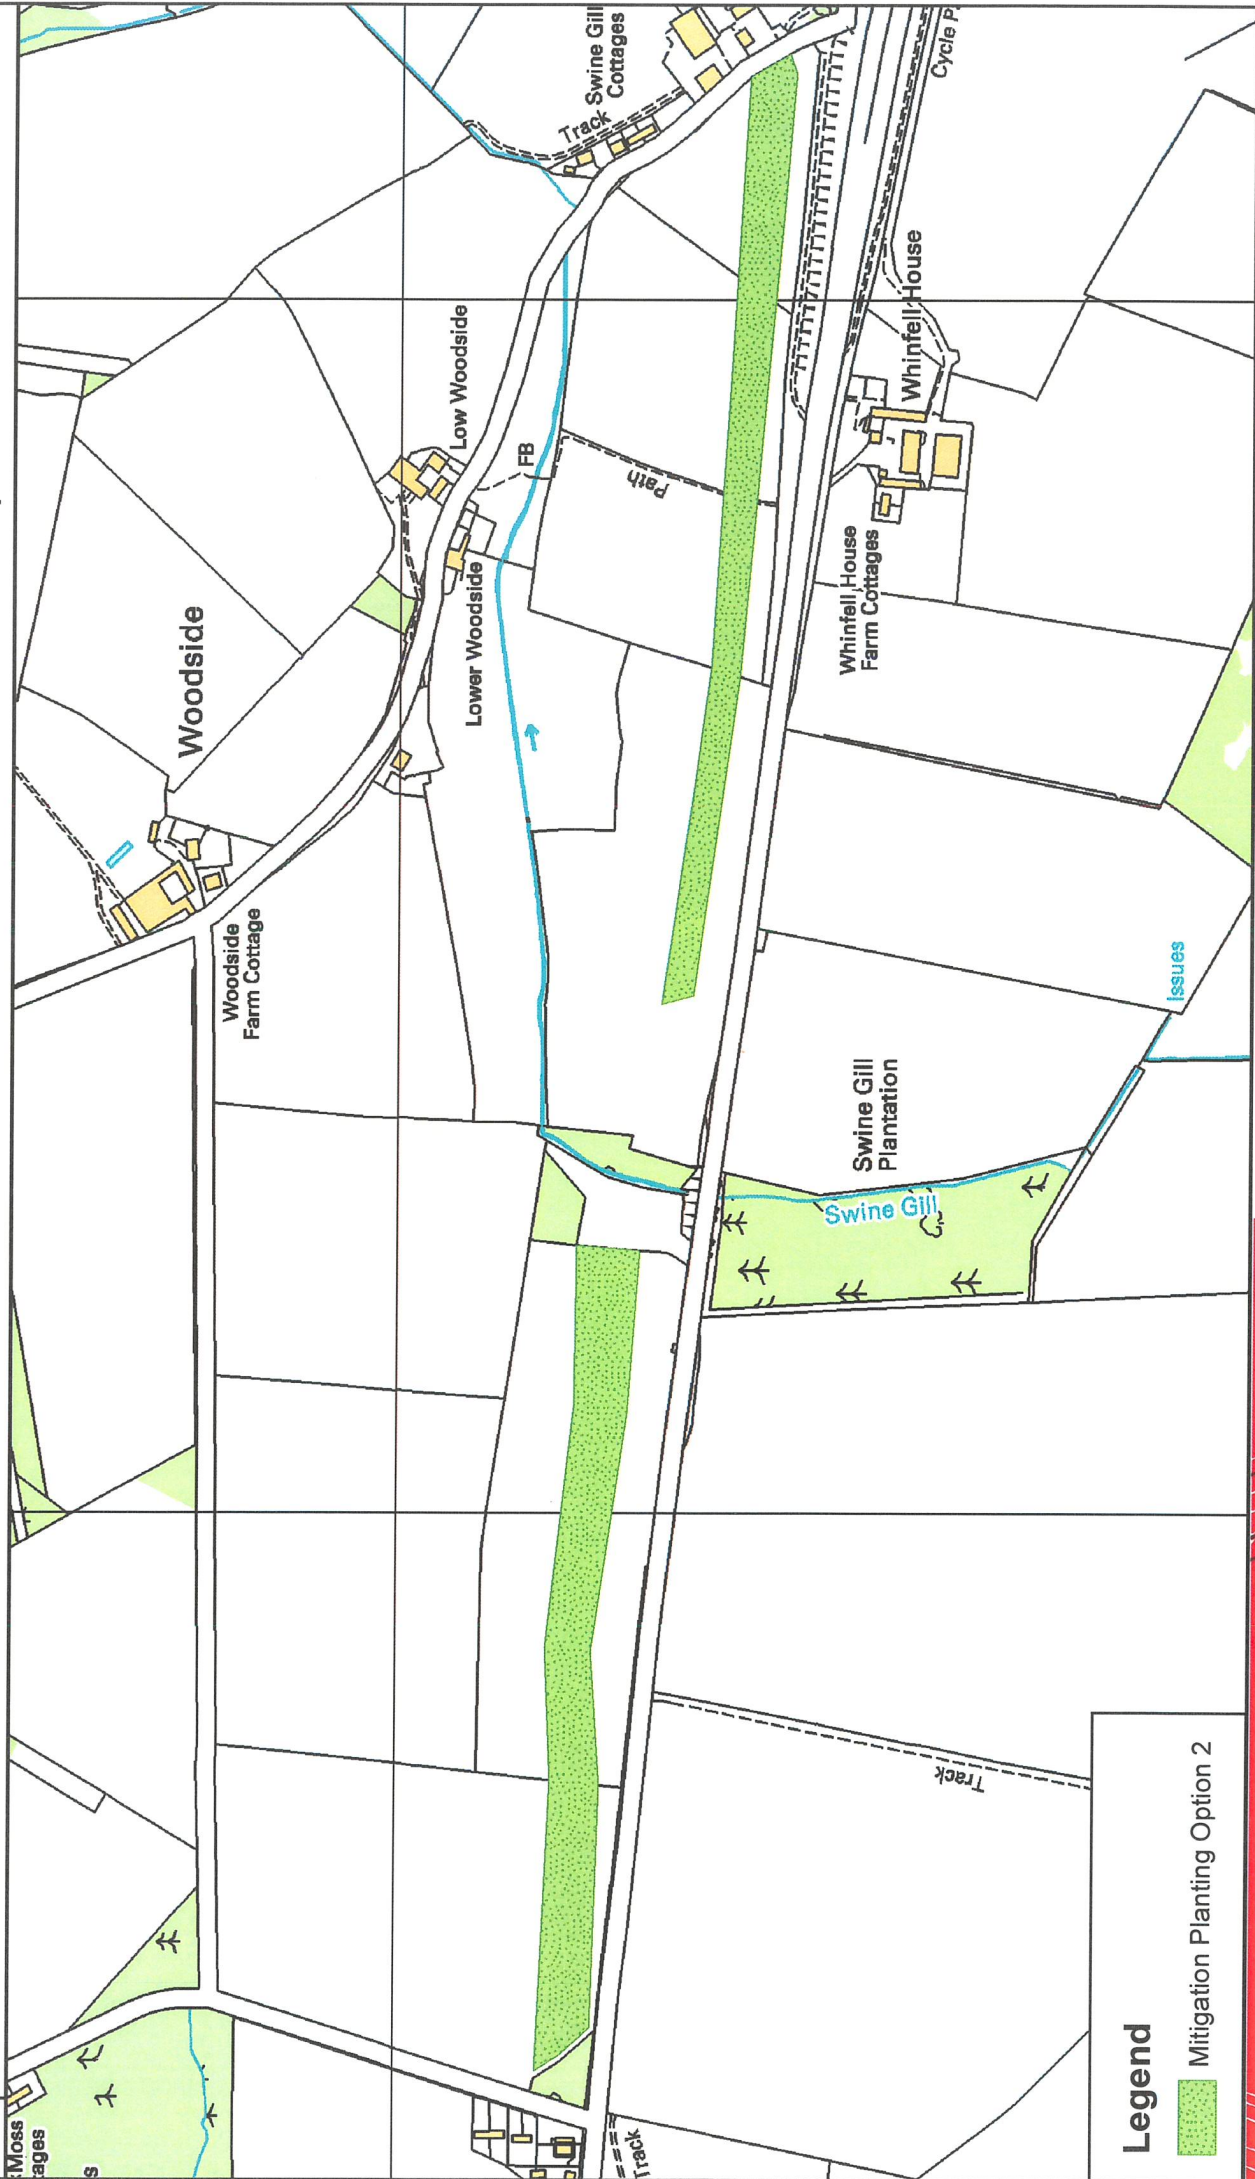 Moss
tages
s
Woodside
Woodside
Farm Cottage
Low Woodside
Lower Woodside
FB
Path
Track
Swine Gill
Cottages
Cycle P
Whinfell House
Whinfell House
Farm Cottages
Swine Gill
Plantation
Swine Gill
Issues
Track
Track
Legend
Mitigation Planting Option 2